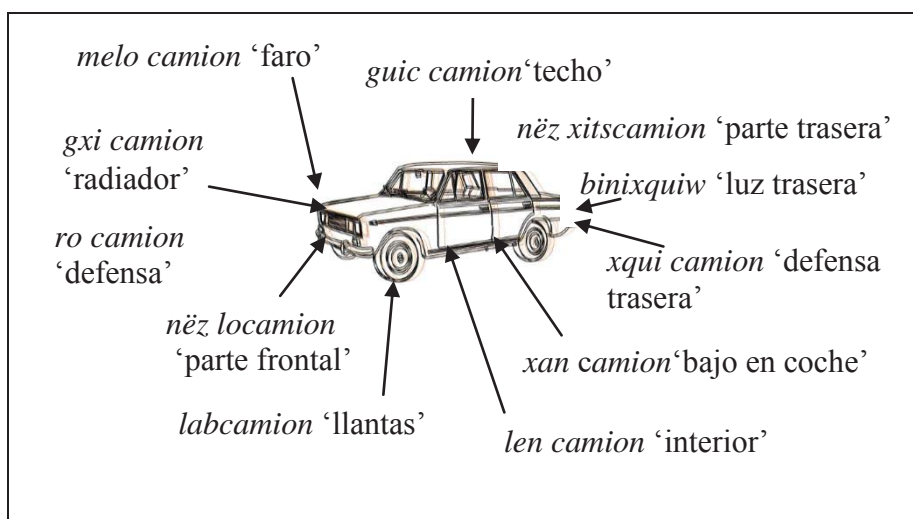 melo camion ‘faro’
guic camion‘techo’
nëz xitscamion ‘parte trasera’
gxi camion
‘radiador’
binixquiw ‘luz trasera’
ro camion
‘defensa’
xqui camion ‘defensa
trasera’
nëz locamion
‘parte frontal’
xan camion‘bajo en coche’
labcamion ‘llantas’
len camion ‘interior’